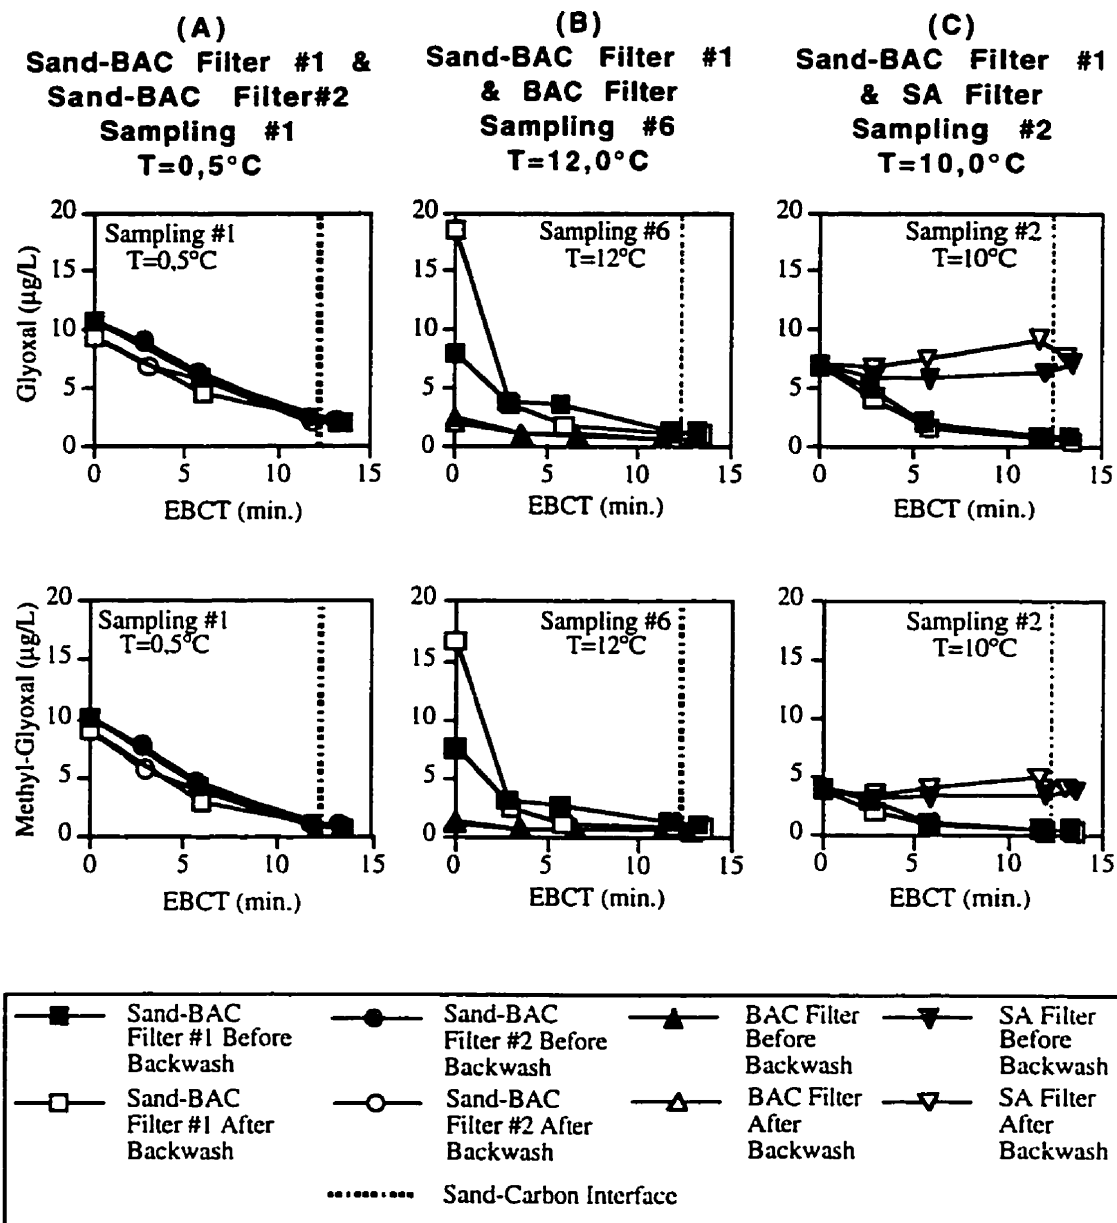 (A)
Sand-BAC Filter #1 &
Sand-BAC Filter#2
Sampling #1
T=0,5°C
(B)
Sand-BAC Filter #1
& BAC Filter
Sampling #6
T=12,0°C
(C)
Sand-BAC Filter #1
& SA Filter
Sampling #2
T=10,0°C
Glyoxal (µg/L)
20
15
10
5
0
Sampling #1
T=0,5°C
0 5 10 15
EBCT (min.)
20
15
10
5
0
Sampling #6
T=12°C
0 5 10 15
EBCT (min.)
20
15
10
5
0
Sampling #2
T=10°C
0 5 10 15
EBCT (min.)
Methyl-Glyoxal (µg/L)
20
15
10
5
0
Sampling #1
T=0,5°C
0 5 10 15
EBCT (min.)
20
15
10
5
0
Sampling #6
T=12°C
0 5 10 15
EBCT (min.)
20
15
10
5
0
Sampling #2
T=10°C
0 5 10 15
EBCT (min.)
Sand-BAC
Filter #1 Before
Backwash
Sand-BAC
Filter #2 Before
Backwash
BAC Filter
Before
Backwash
SA Filter
Before
Backwash
Sand-BAC
Filter #1 After
Backwash
Sand-BAC
Filter #2 After
Backwash
BAC Filter
After
Backwash
SA Filter
After
Backwash
Sand-Carbon Interface